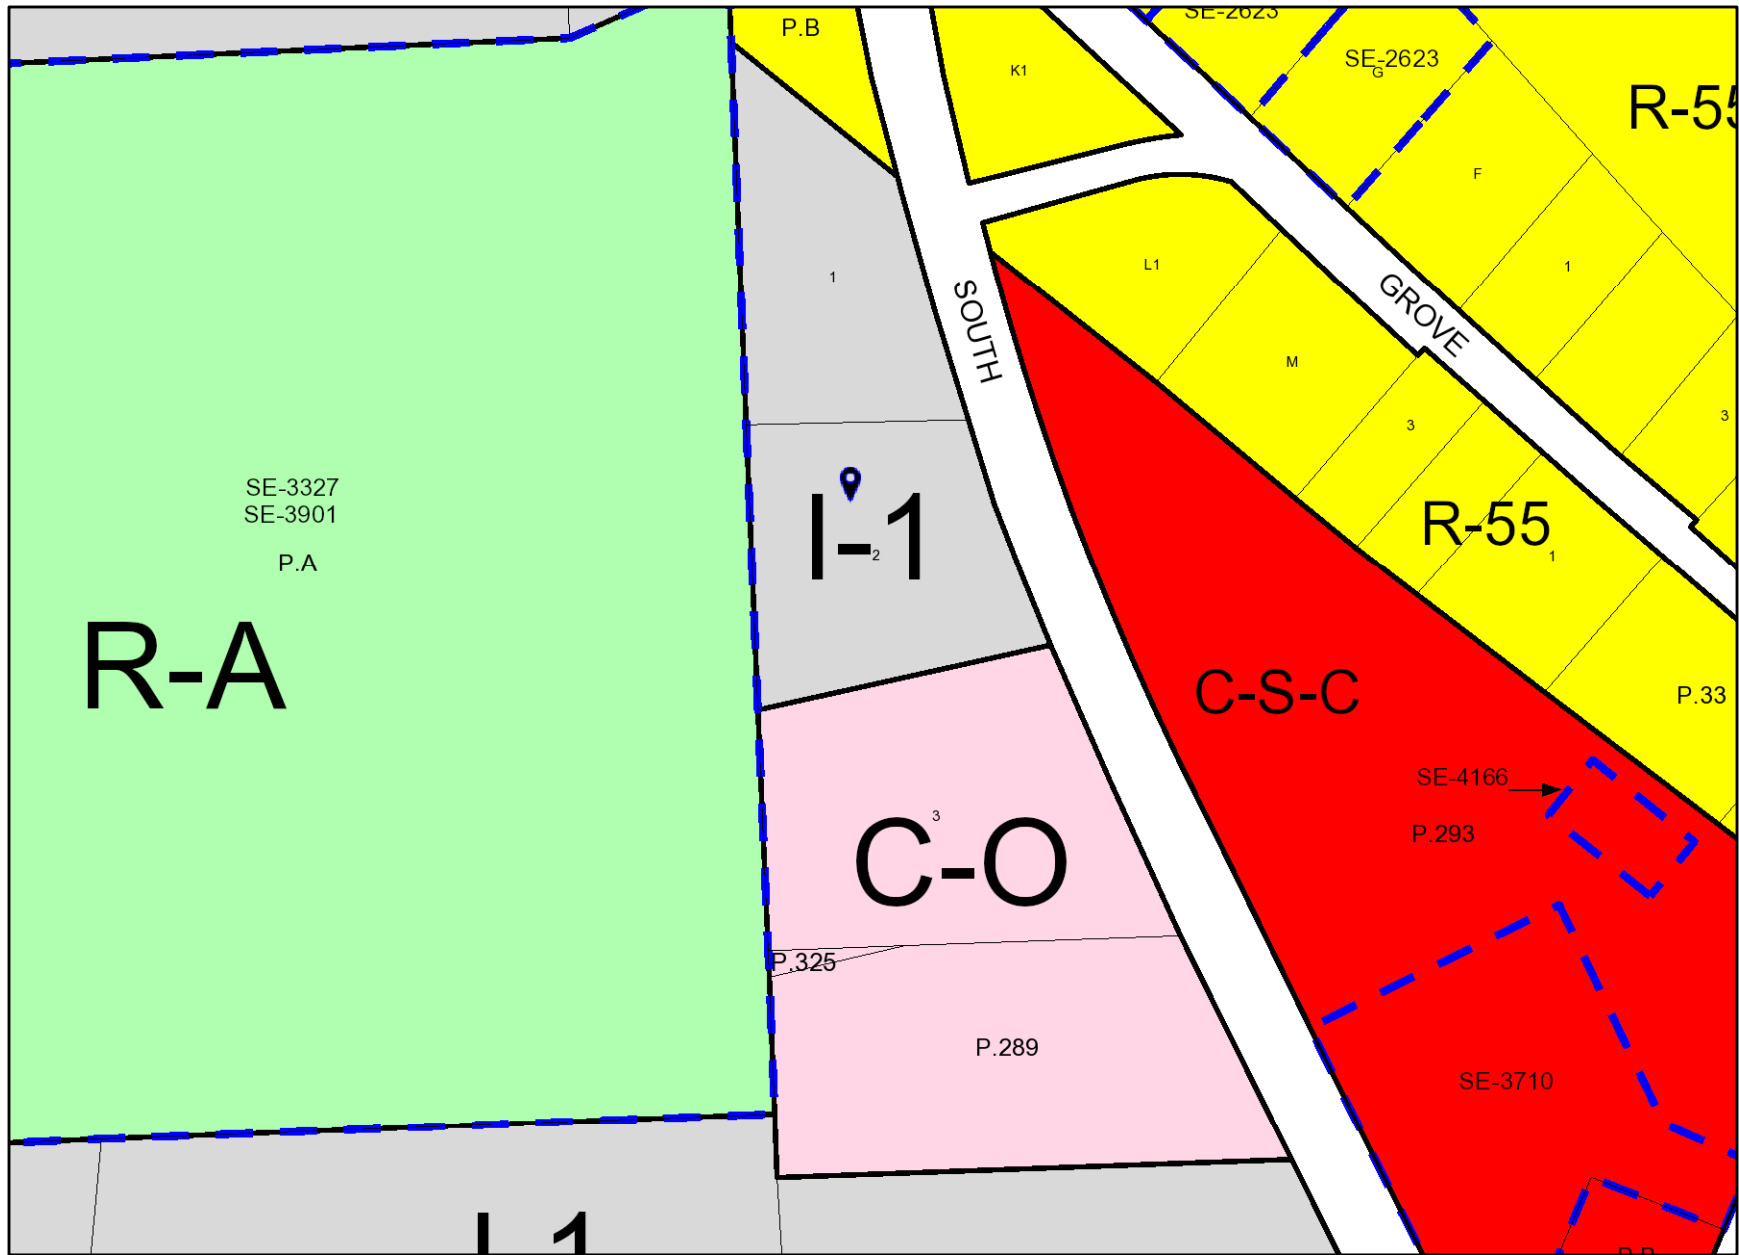 SE-2623
P.B
SE-2623
G
K1
R-55
F
1
L1
1
SOUTH
GROVE
M
3
3
SE-3327
SE-3901
P.A
I-1
2
R-55
1
R-A
C-S-C
P.33
SE-4166
P.293
3
C-O
P.325
P.289
SE-3710
I-1